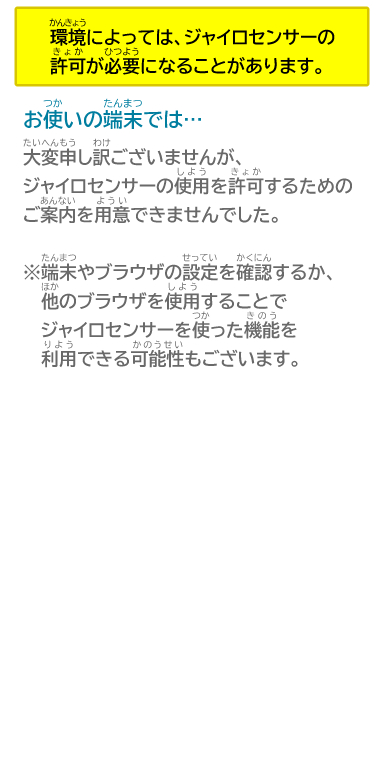 かんきょう
環境によっては、ジャイロセンサーの
きょか ひつよう
許可が必要になることがあります。
つか たんまつ
お使いの端末では…
たいへんもう わけ
大変申し訳ございませんが、
しよう きょか
ジャイロセンサーの使用を許可するための
あんない ようい
ご案内を用意できませんでした。
たんまつ せってい かくにん
※端末やブラウザの設定を確認するか、
ほか しよう
他のブラウザを使用することで
つか きのう
ジャイロセンサーを使った機能を
りよう かのうせい
利用できる可能性もございます。